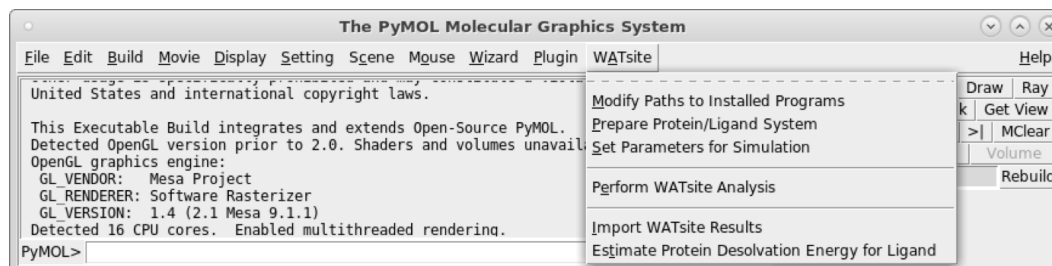 The PyMOL Molecular Graphics System
File Edit Build Movie Display Setting Scene Mouse Wizard Plugin WATsite Help
United States and international copyright laws.
This Executable Build integrates and extends Open-Source PyMOL.
Detected OpenGL version prior to 2.0. Shaders and volumes unavail
OpenGL graphics engine:
GL_VENDOR: Mesa Project
GL_RENDERER: Software Rasterizer
GL_VERSION: 1.4 (2.1 Mesa 9.1.1)
Detected 16 CPU cores. Enabled multithreaded rendering.
PyMOL>
Modify Paths to Installed Programs
Prepare Protein/Ligand System
Set Parameters for Simulation
Perform WATsite Analysis
Import WATsite Results
Estimate Protein Desolvation Energy for Ligand
Draw Ray
k Get View
>| MClear
Volume
Rebuild